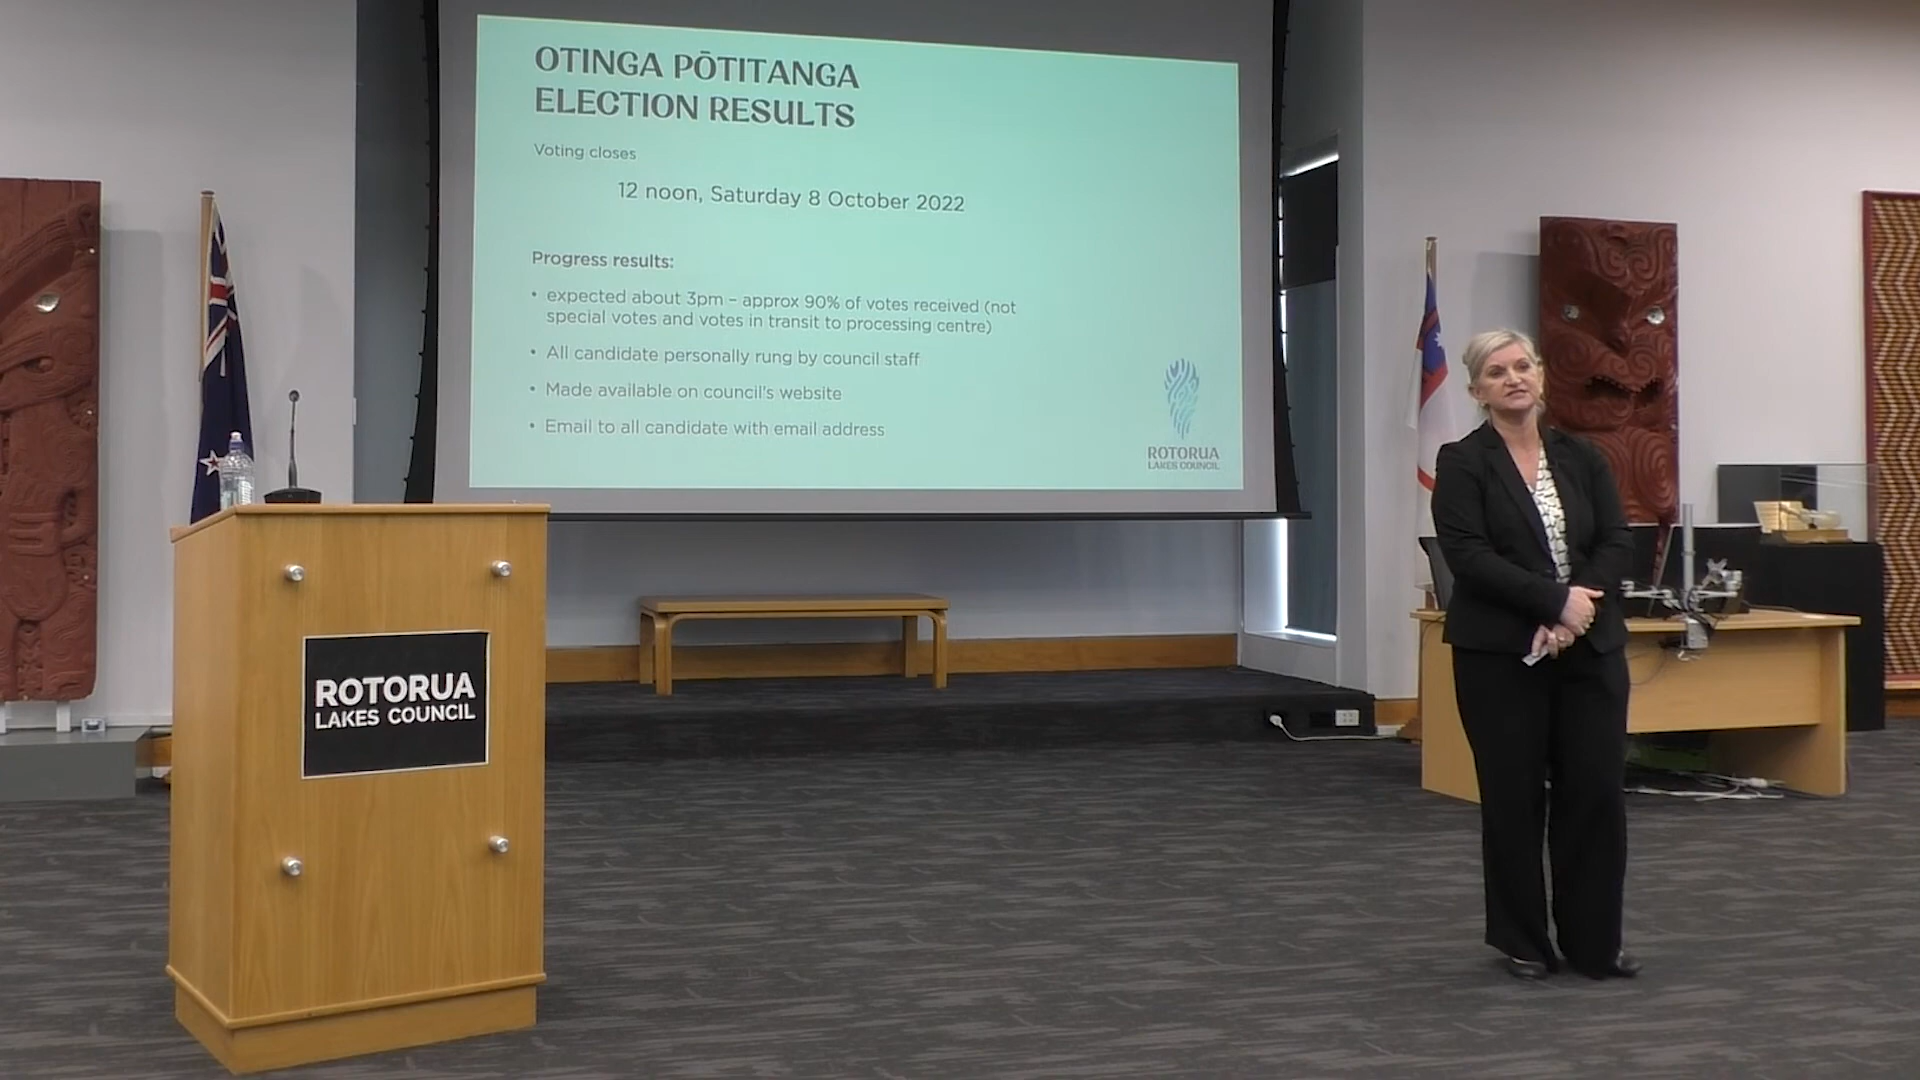 OTINGA PŌTITANGA
ELECTION RESULTS
Voting closes
12 noon, Saturday 8 October 2022
Progress results:
• expected about 3pm – approx 90% of votes received (not
special votes and votes in transit to processing centre)
• All candidate personally rung by council staff
• Made available on council's website
• Email to all candidate with email address
ROTORUA
LAKES COUNCIL
ROTORUA
LAKES COUNCIL